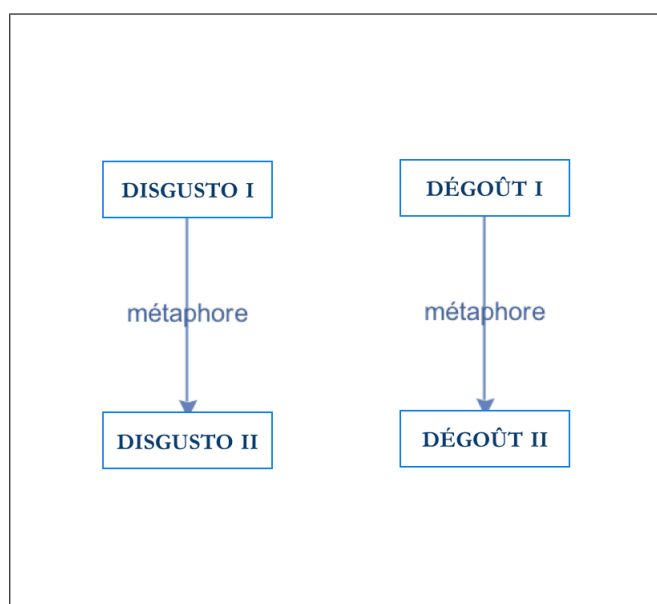 DISGUSTO I
DÉGOÛT I
métaphore
métaphore
DISGUSTO II
DÉGOÛT II